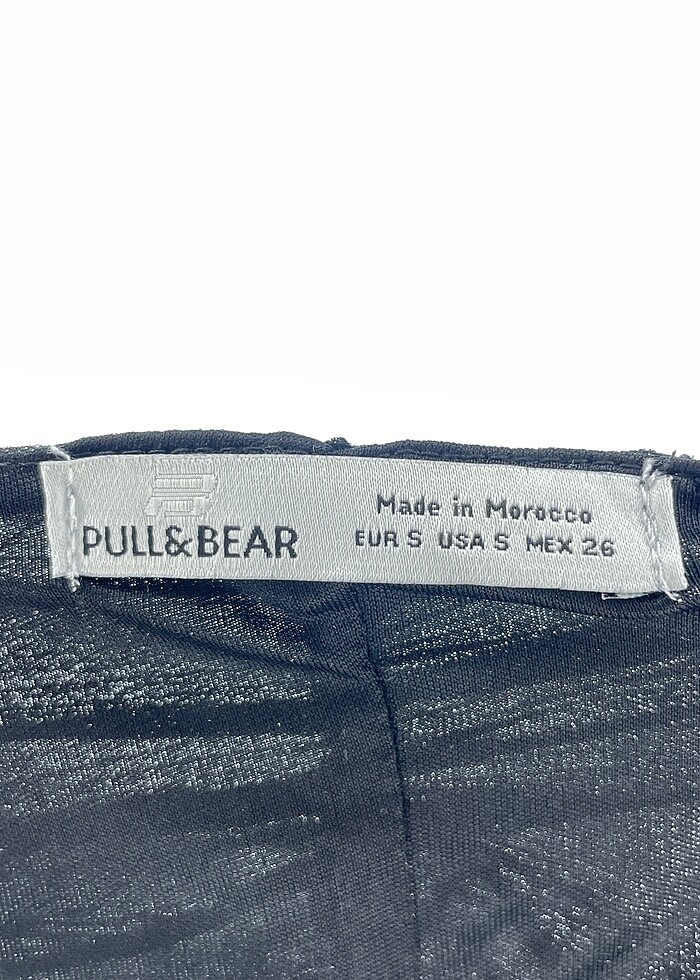 PULL&BEAR
Made in Morocco
EUR S USA S MEX 26